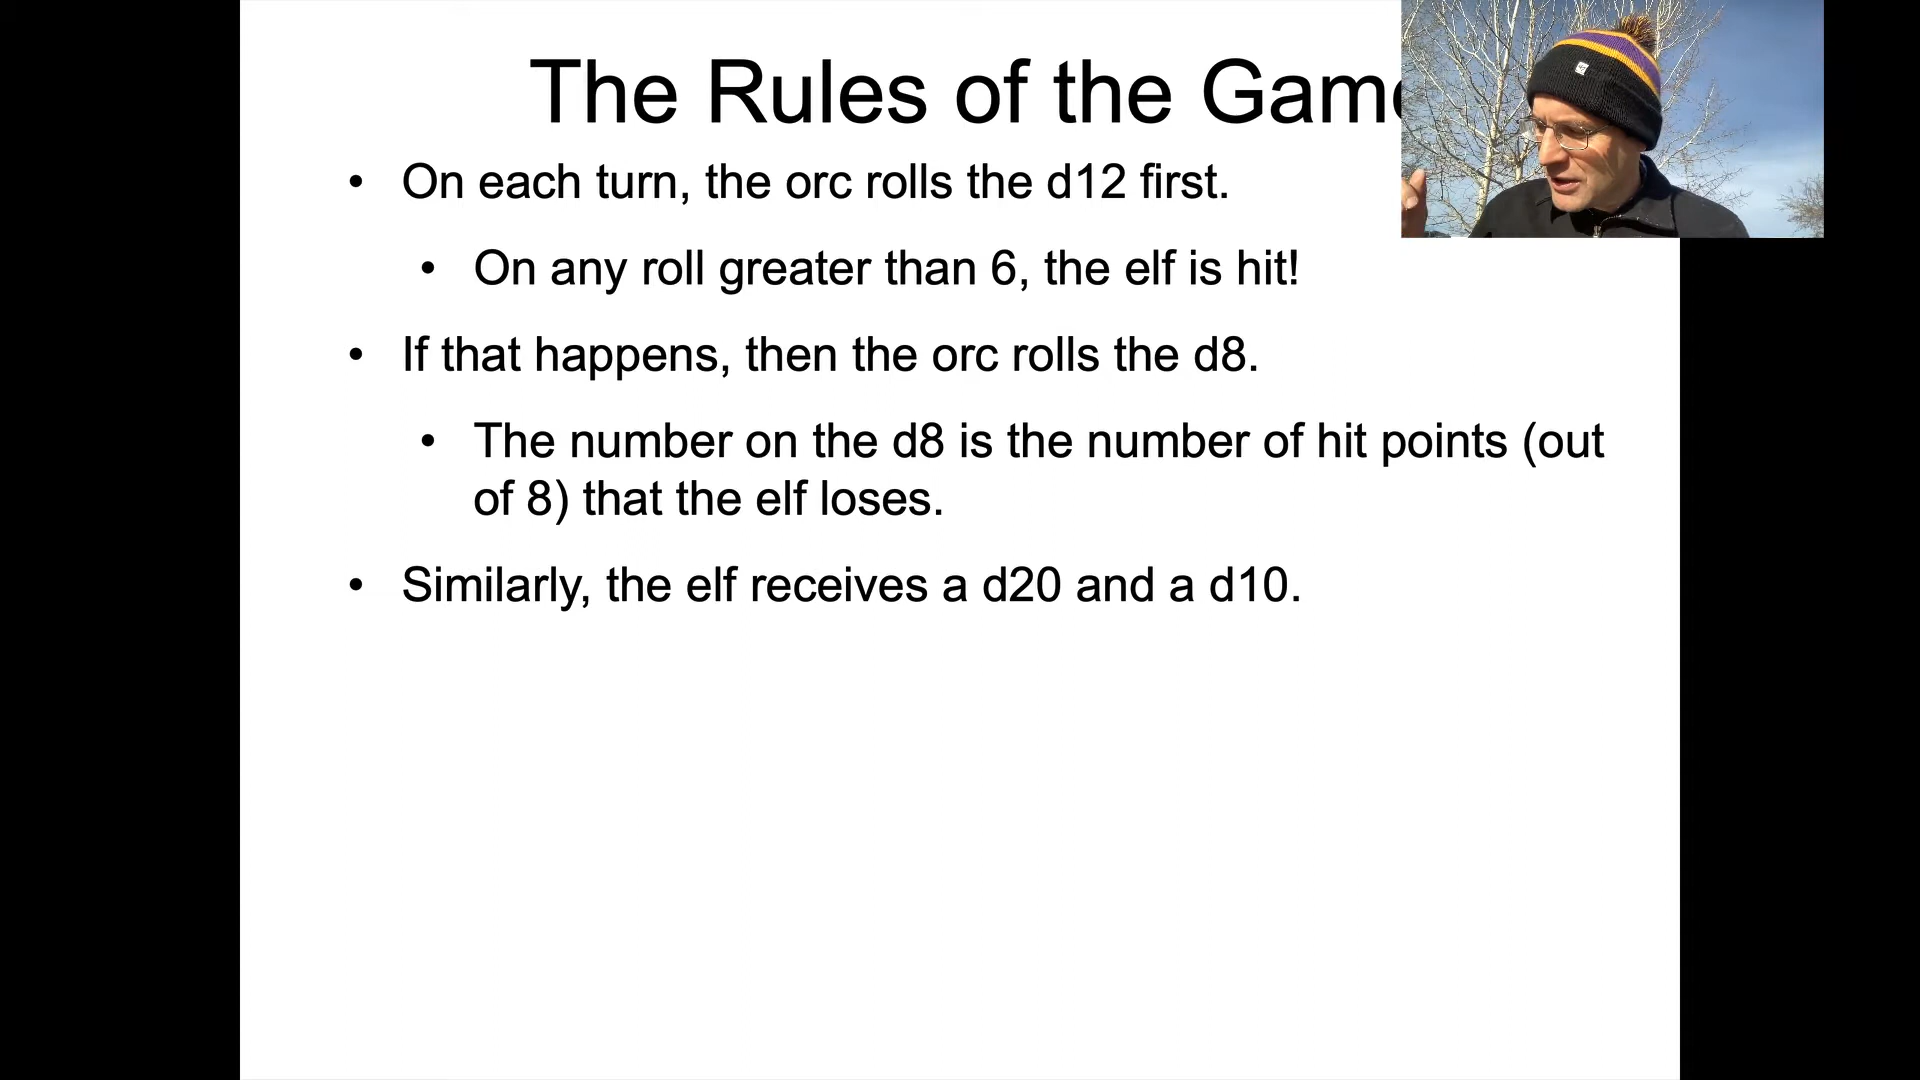 The Rules of the Gam
• On each turn, the orc rolls the d12 first.
• On any roll greater than 6, the elf is hit!
• If that happens, then the orc rolls the d8.
• The number on the d8 is the number of hit points (out
of 8) that the elf loses.
• Similarly, the elf receives a d20 and a d10.